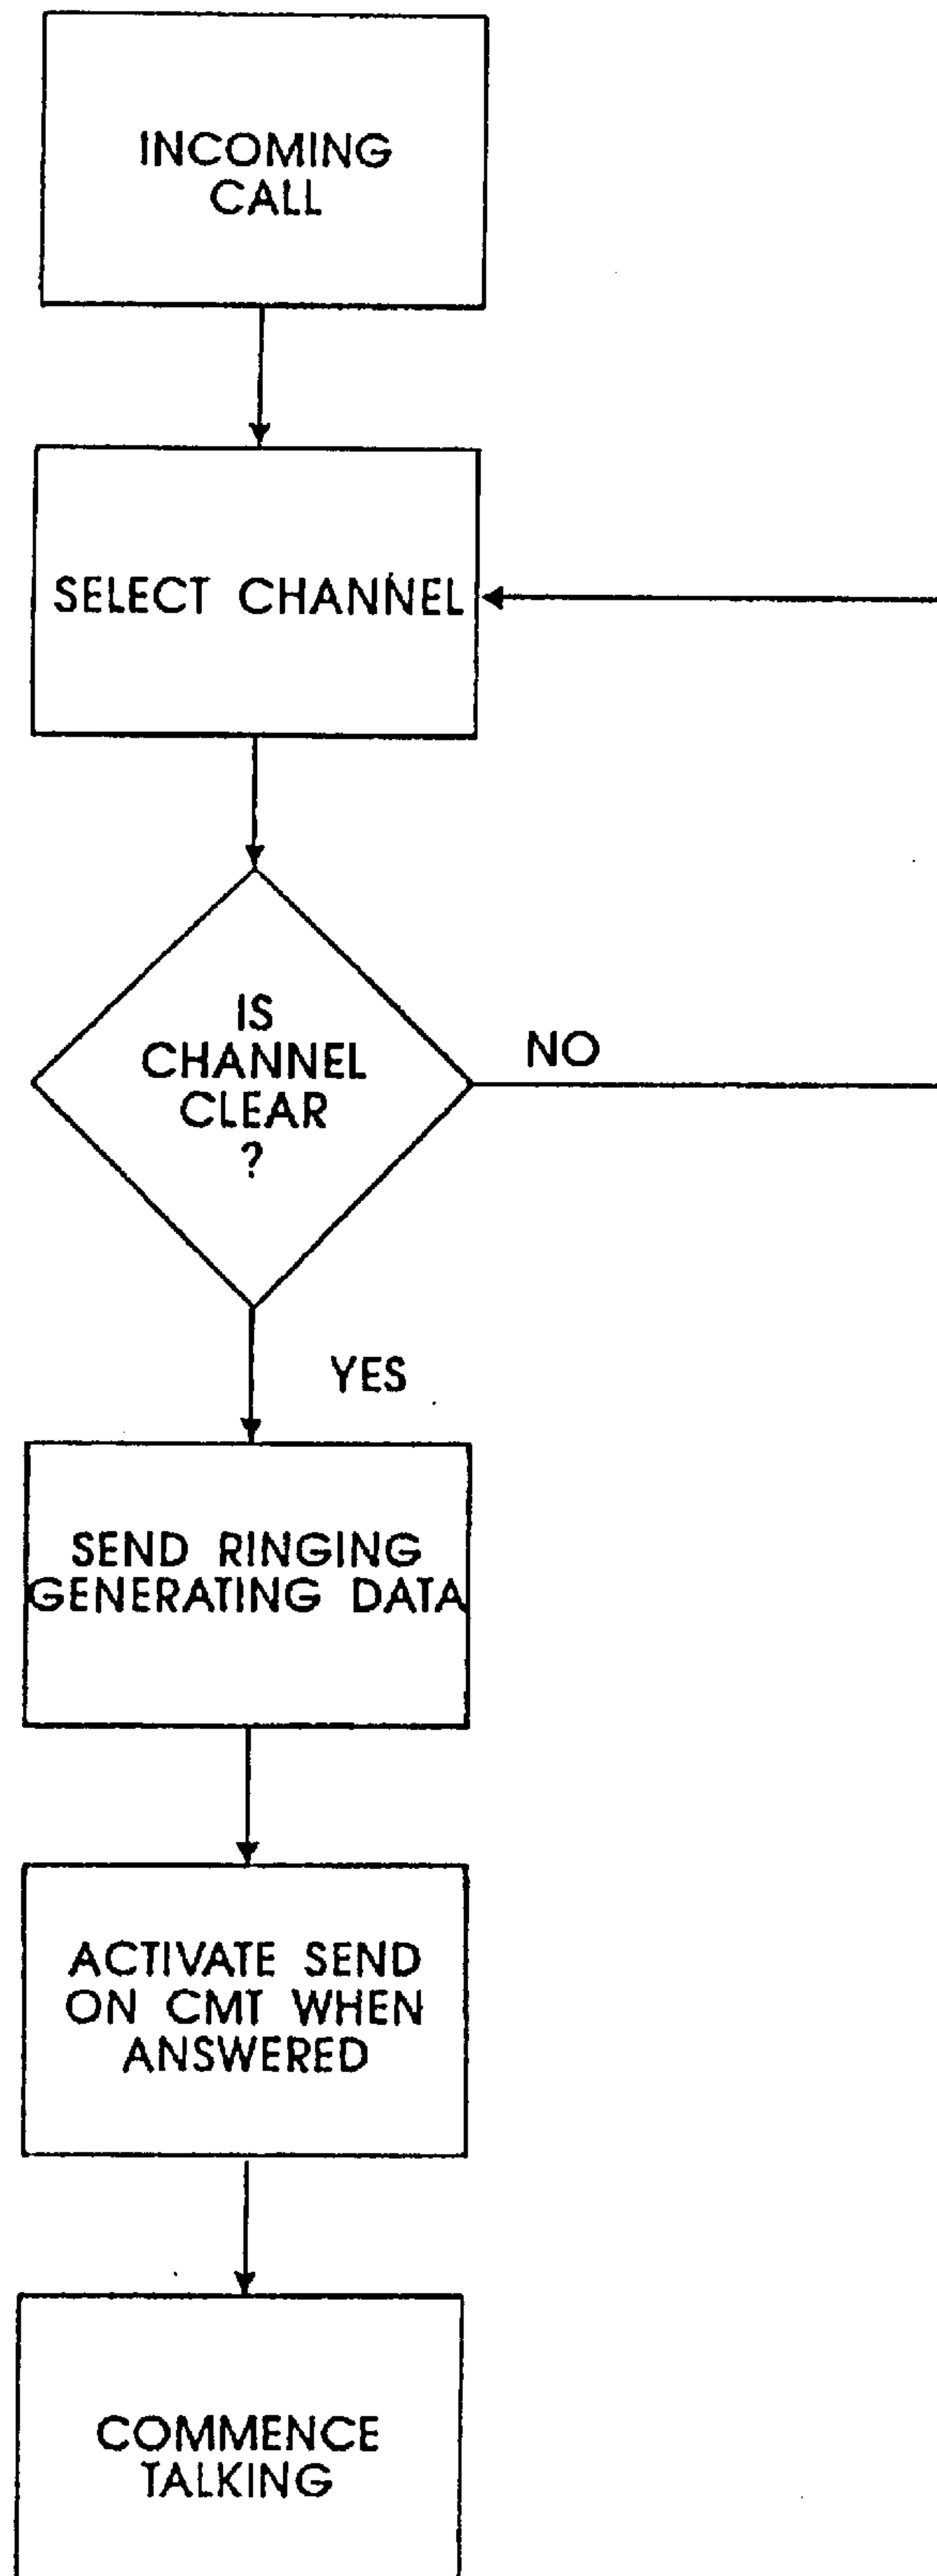 INCOMING
CALL
SELECT CHANNEL
IS
CHANNEL
CLEAR
?
NO
YES
SEND RINGING
GENERATING DATA
ACTIVATE SEND
ON CMT WHEN
ANSWERED
COMMENCE
TALKING